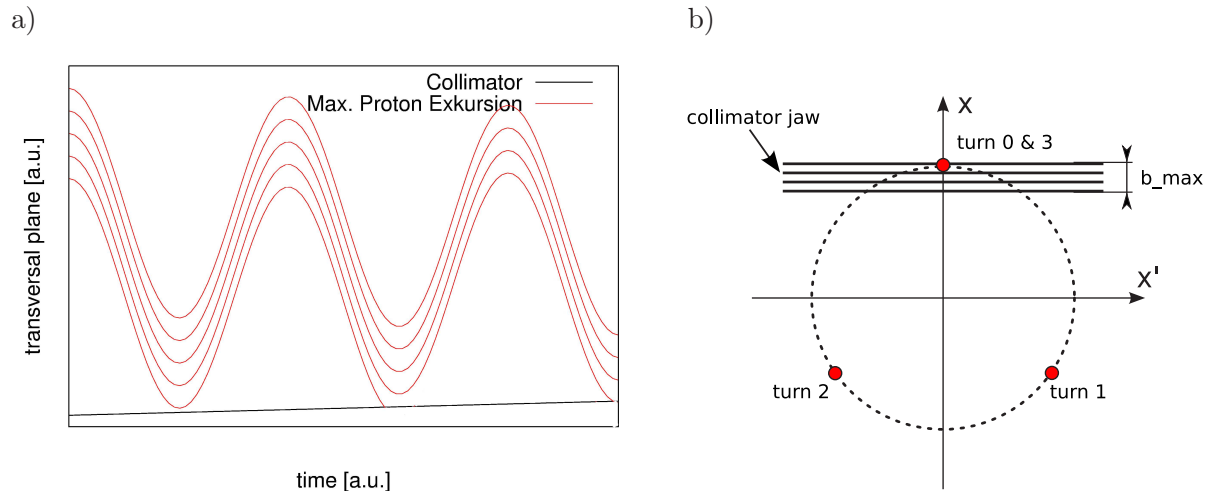 a)
Collimator
Max. Proton Exkursion
transversal plane [a.u.]
time [a.u.]
b)
X
collimator jaw
turn 0 & 3
b_max
X'
turn 2
turn 1